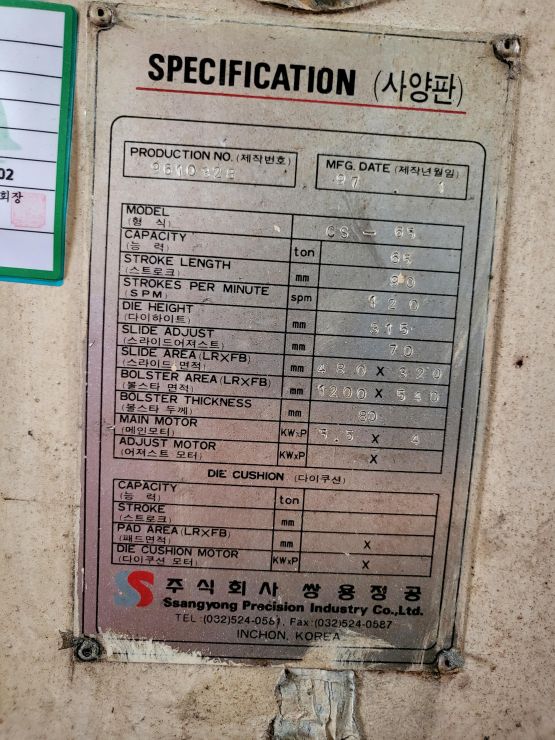 02
회장
SPECIFICATION (사양판)
PRODUCTION NO. (제작번호)
MFG. DATE (제작년월일)
97 . 1
MODEL (형 식) CS - 65
CAPACITY (능 력) ton 65
STROKE LENGTH (스트로크) mm 90
STROKES PER MINUTE (SPM) spm 120
DIE HEIGHT (다이하이트) mm 315
SLIDE ADJUST (스라이드어져스트) mm 70
SLIDE AREA (LR×FB) (스라이드 면적) mm 480 × 320
BOLSTER AREA (LR×FB) (볼스타 면적) mm 1200 × 540
BOLSTER THICKNESS (볼스타 두께) mm 80
MAIN MOTOR (메인모터) KW×P × 4
ADJUST MOTOR (어져스트 모터) KW×P ×
DIE CUSHION (다이쿠션)
CAPACITY (능 력) ton
STROKE (스트로크) mm
PAD AREA (LR×FB) (패드면적) mm ×
DIE CUSHION MOTOR (다이쿠션 모터) KW×P ×
SS 주식회사 쌍용정공
Ssangyong Precision Industry Co.,Ltd.
TEL:(032)524-0561, Fax:(032)524-0587
INCHON, KOREA